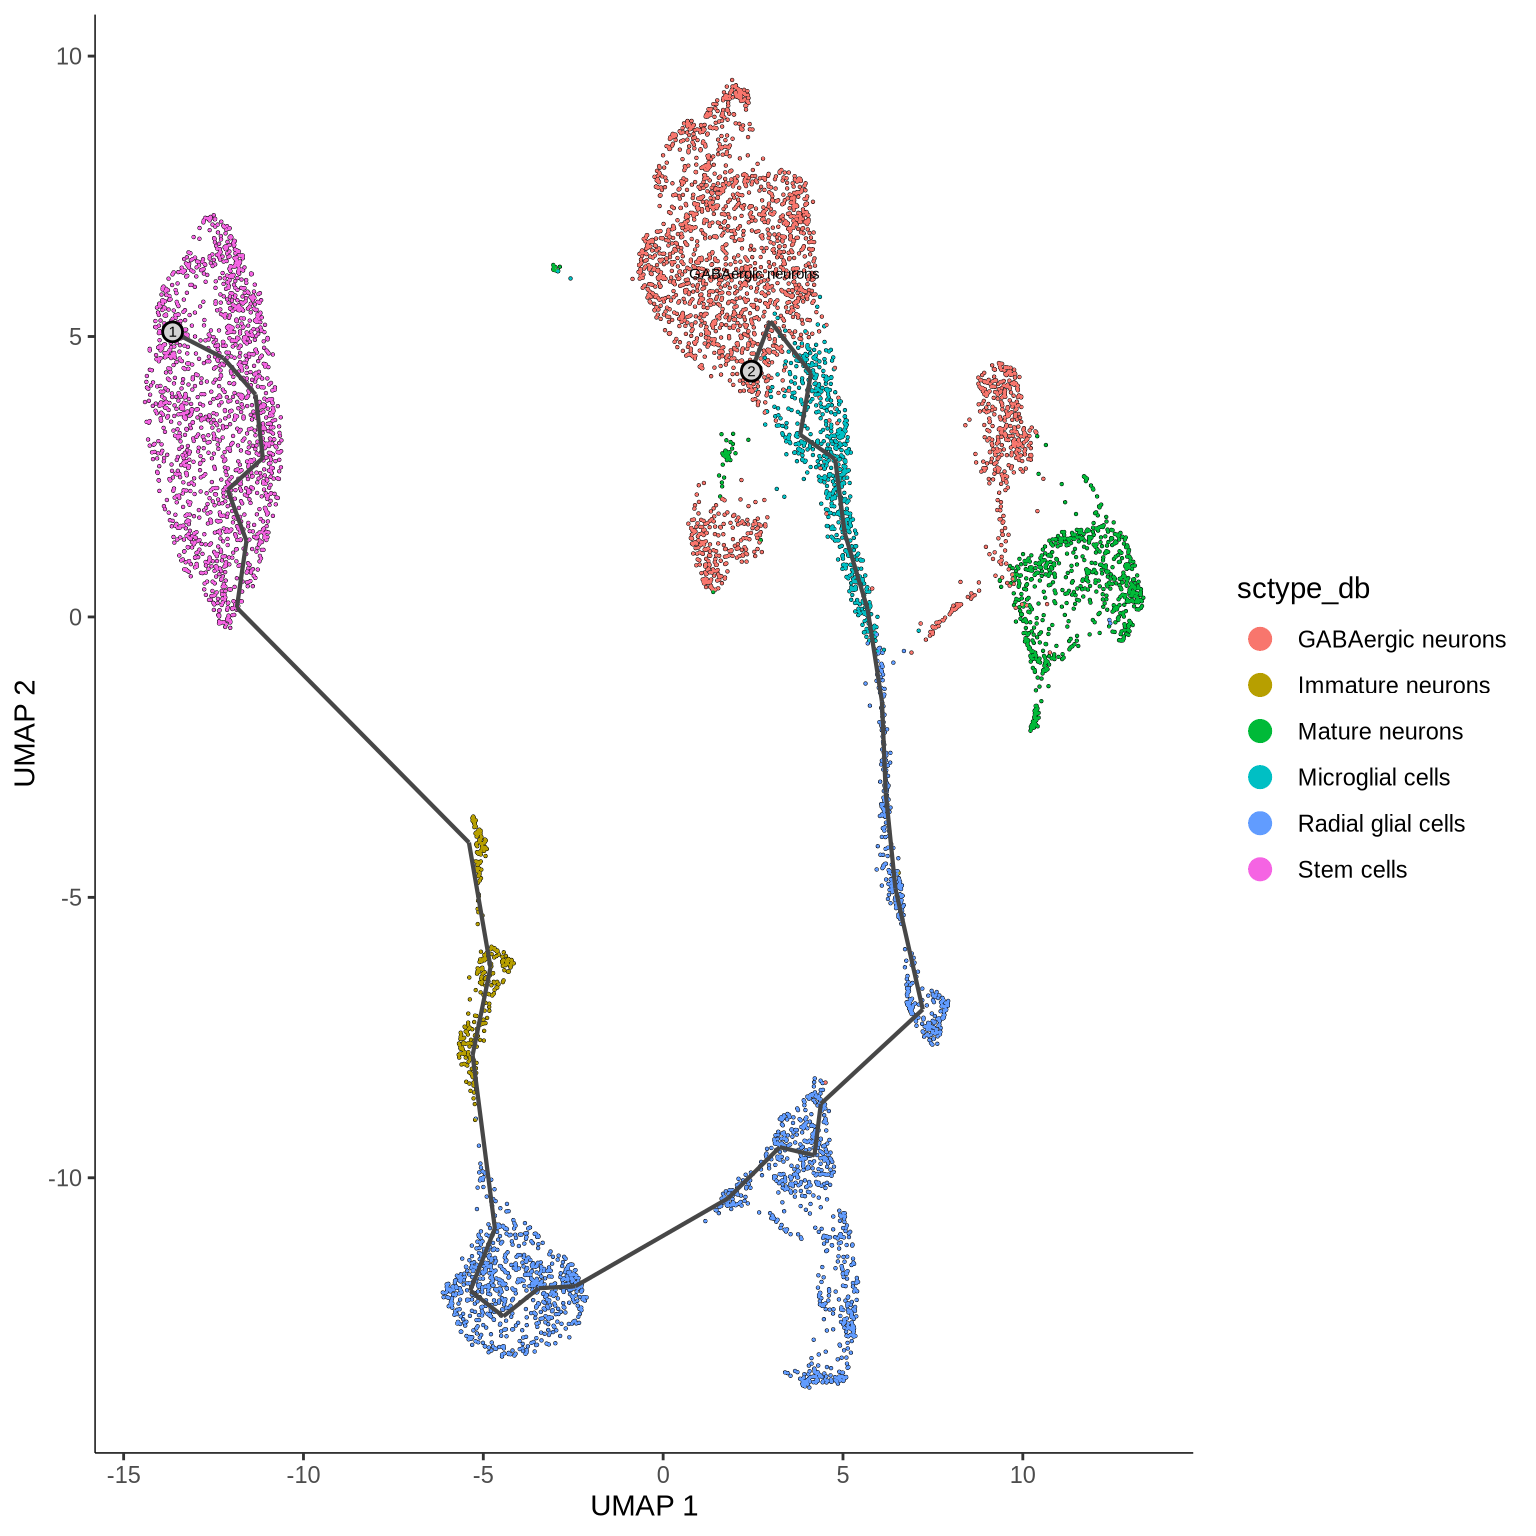 10
5
0
-5
-10
UMAP 2
1
2
GABAergic neurons
-15
-10
-5
0
5
10
UMAP 1
sctype_db
GABAergic neurons
Immature neurons
Mature neurons
Microglial cells
Radial glial cells
Stem cells